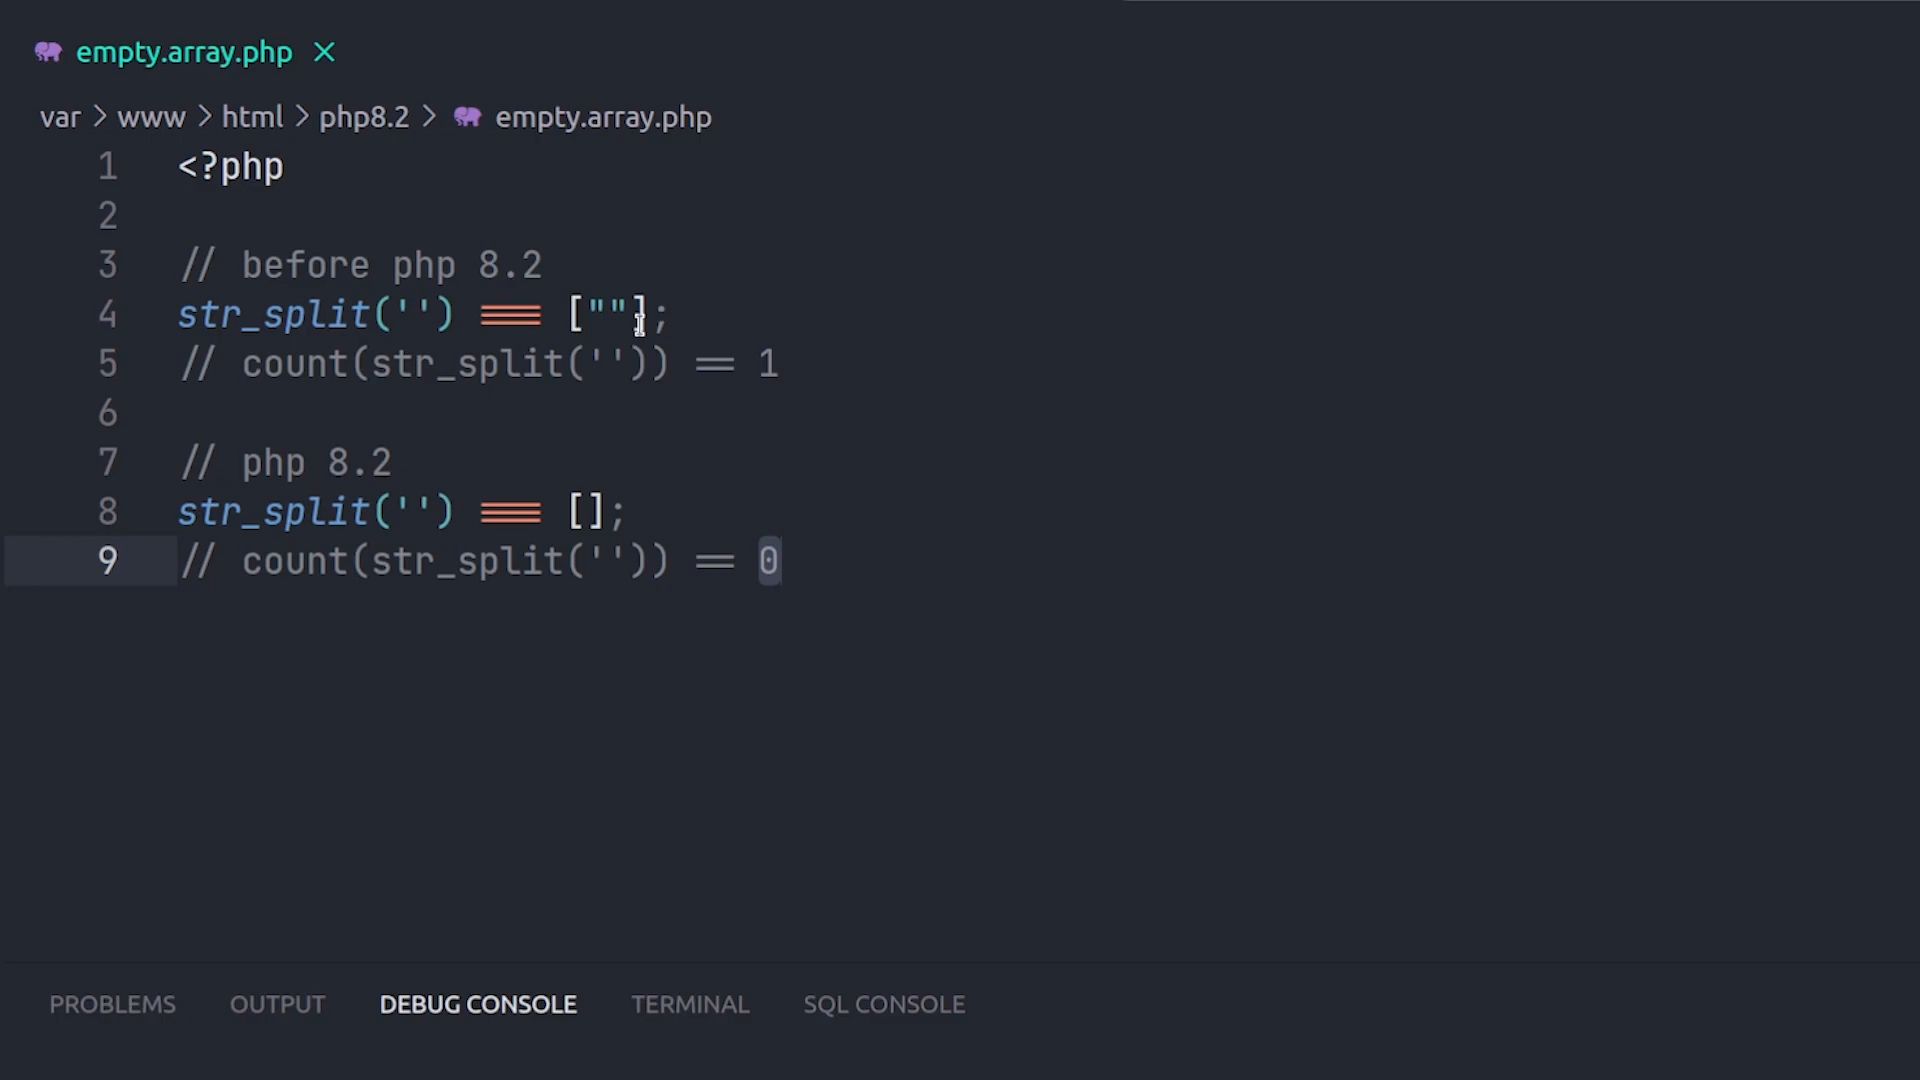 empty.array.php
var > www > html > php8.2 > empty.array.php
1 <?php
2
3 // before php 8.2
4 str_split('') === [""];
5 // count(str_split('')) == 1
6
7 // php 8.2
8 str_split('') === [];
9 // count(str_split('')) == 0
PROBLEMS OUTPUT DEBUG CONSOLE TERMINAL SQL CONSOLE